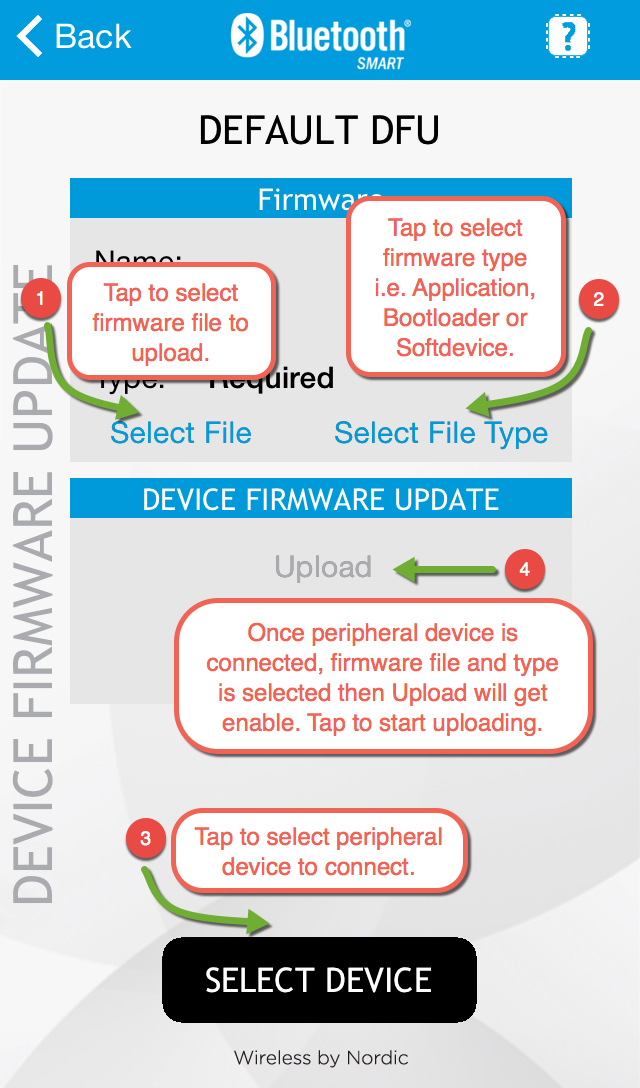 Back
Bluetooth®
SMART
?
DEFAULT DFU
Firmware
Name:
Tap to select
firmware type
i.e. Application,
Bootloader or
Softdevice.
2
1
Tap to select
firmware file to
upload.
Type: Required
Select File
Select File Type
DEVICE FIRMWARE UPDATE
DEVICE FIRMWARE UPDATE
Upload
4
Once peripheral device is
connected, firmware file and type
is selected then Upload will get
enable. Tap to start uploading.
3
Tap to select peripheral
device to connect.
SELECT DEVICE
Wireless by Nordic